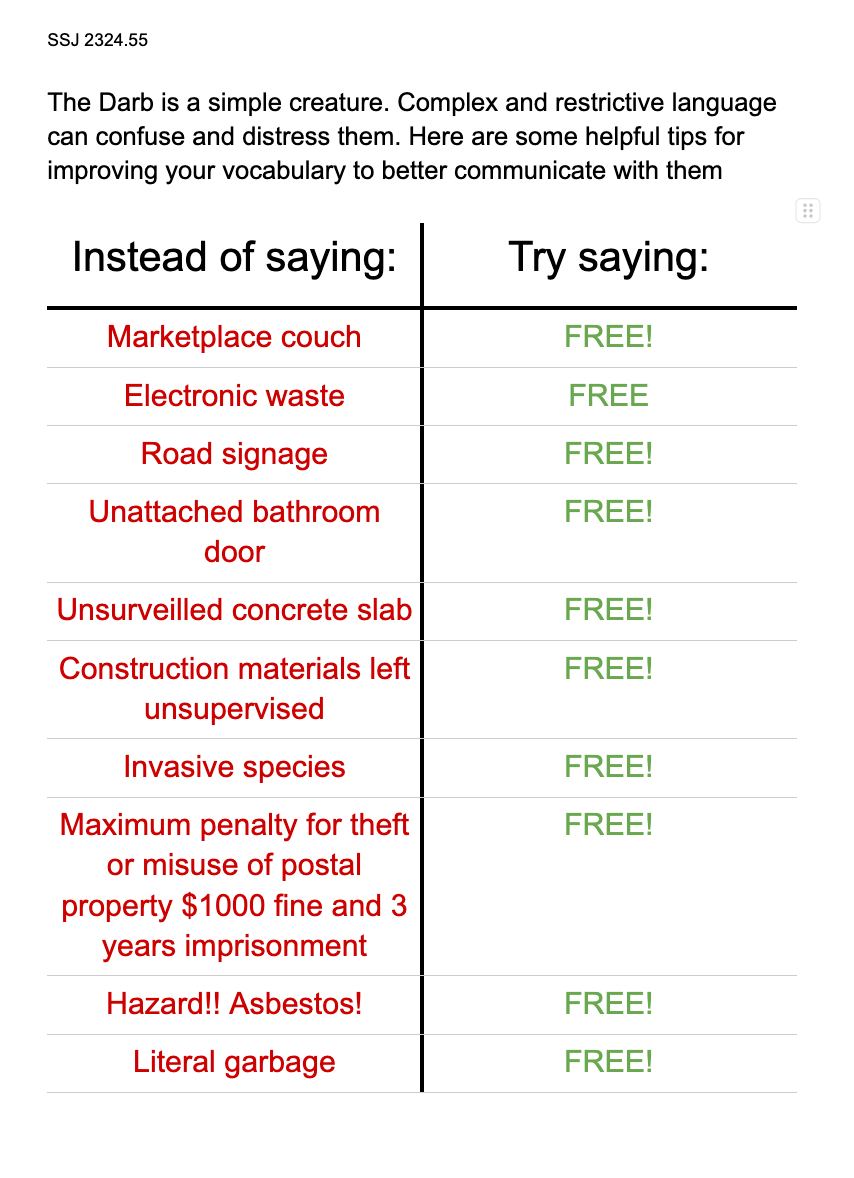 SSJ 2324.55
The Darb is a simple creature. Complex and restrictive language
can confuse and distress them. Here are some helpful tips for
improving your vocabulary to better communicate with them
Instead of saying: Try saying:
Marketplace couch FREE!
Electronic waste FREE
Road signage FREE!
Unattached bathroom FREE!
door
Unsurveilled concrete slab FREE!
Construction materials left FREE!
unsupervised
Invasive species FREE!
Maximum penalty for theft FREE!
or misuse of postal
property $1000 fine and 3
years imprisonment
Hazard!! Asbestos! FREE!
Literal garbage FREE!